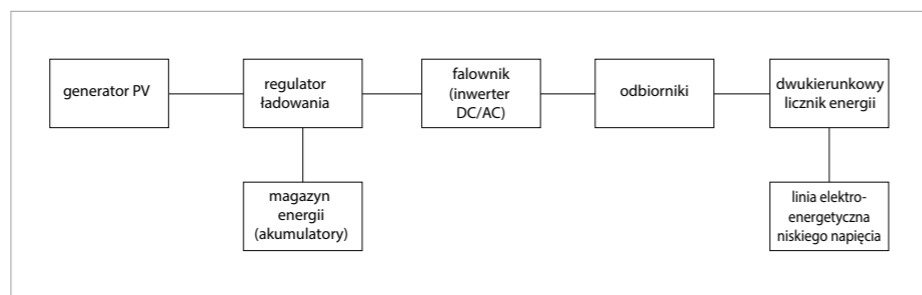 generator PV
regulator
ładowania
falownik
(inwerter
DC/AC)
odbiorniki
dwukierunkowy
licznik energii
magazyn
energii
(akumulatory)
linia elektro-
energetyczna
niskiego napięcia